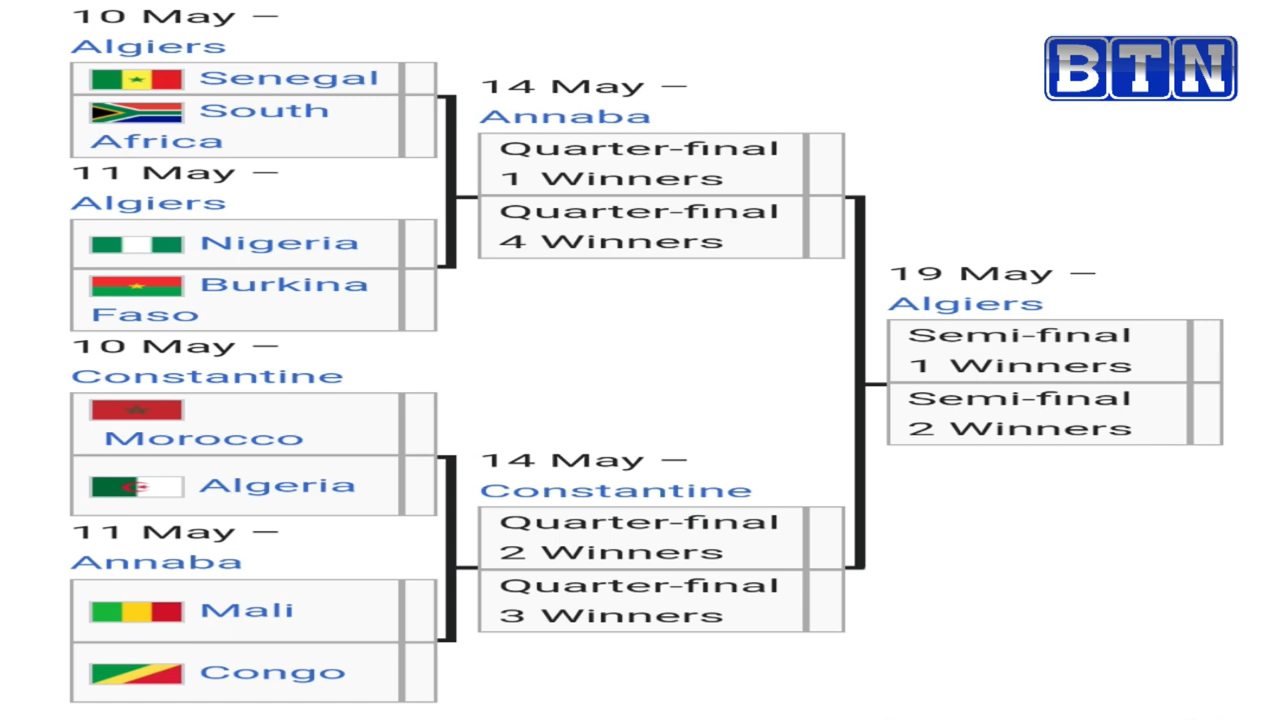 10 May –
Algiers
Senegal
South
Africa
11 May –
Algiers
Nigeria
Burkina
Faso
10 May –
Constantine
Morocco
Algeria
11 May –
Annaba
Mali
Congo
14 May –
Annaba
Quarter-final
1 Winners
Quarter-final
4 Winners
14 May –
Constantine
Quarter-final
2 Winners
Quarter-final
3 Winners
19 May –
Algiers
Semi-final
1 Winners
Semi-final
2 Winners
BTN